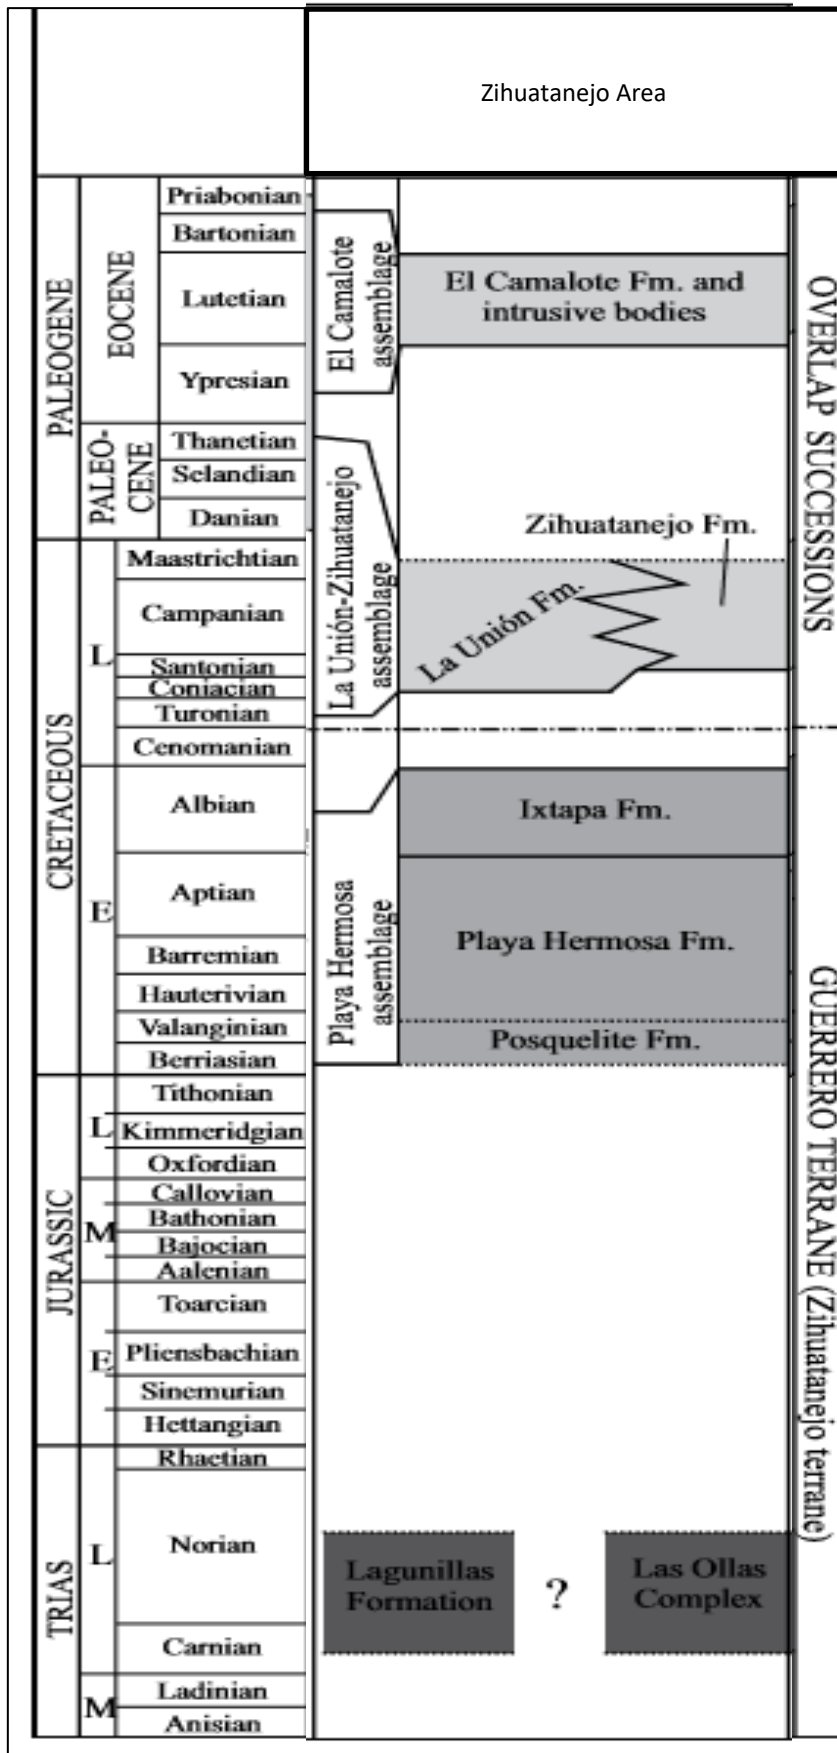 Zihuatanejo Area
PALEOGENE
EOCENE
Priabonian
Bartonian
Lutetian
Ypresian
PALEO-
CENE
Thanetian
Selandian
Danian
CRETACEOUS
L
Maastrichtian
Campanian
Santonian
Coniacian
Turonian
Cenomanian
E
Albian
Aptian
Barremian
Hauterivian
Valanginian
Berriasian
JURASSIC
L
Tithonian
Kimmeridgian
Oxfordian
M
Callovian
Bathonian
Bajocian
Aalenian
E
Toarcian
Pliensbachian
Sinemurian
Hettangian
TRIAS
L
Rhaetian
Norian
Carnian
M
Ladinian
Anisian
El Camalote
assemblage
La Unión-Zihuatanejo
assemblage
Playa Hermosa
assemblage
El Camalote Fm. and
intrusive bodies
Zihuatanejo Fm.
La Unión Fm.
Ixtapa Fm.
Playa Hermosa Fm.
Posquelite Fm.
Lagunillas
Formation
?
Las Ollas
Complex
OVERLAP SUCCESSIONS
GUERRERO TERRANE (Zihuatanejo terrane)